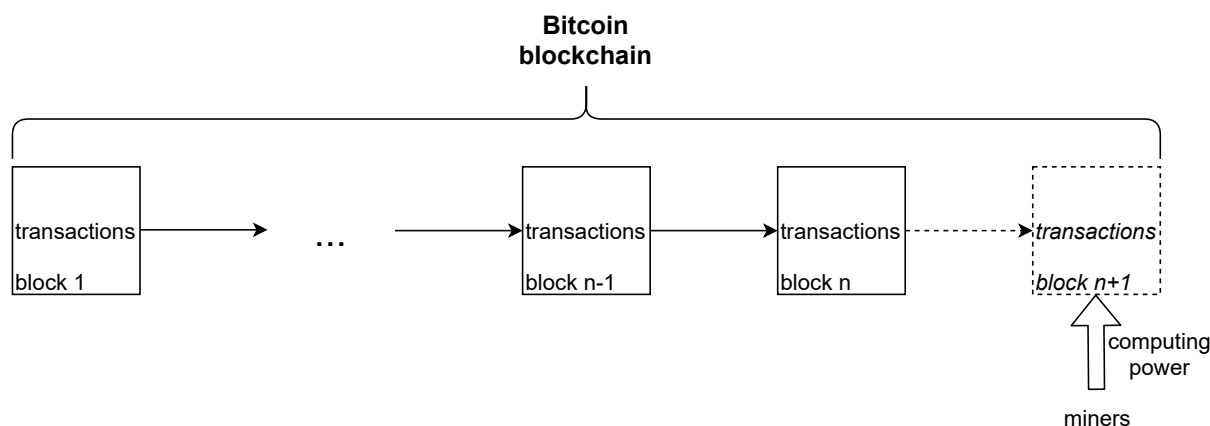 Bitcoin
blockchain
transactions
block 1
...
transactions
block n-1
transactions
block n
transactions
block n+1
computing
power
miners